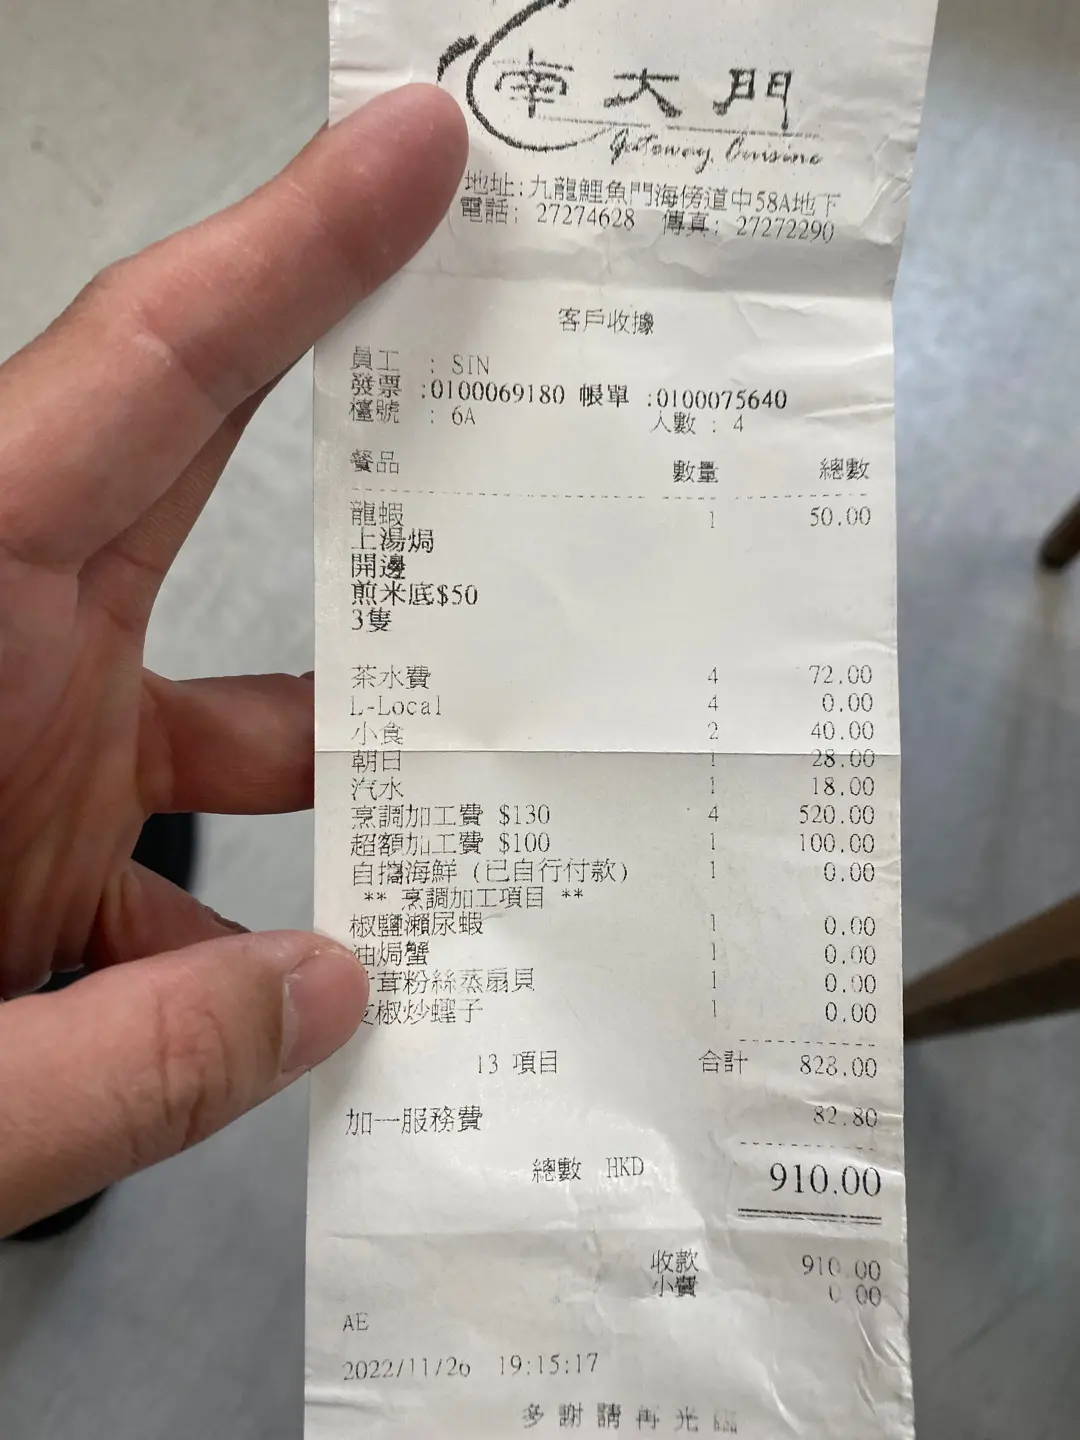 南大門
Gateway Cuisine
地址:九龍鯉魚門海傍道中58A地下
電話: 27274628 傳真: 27272290
客戶收據
員工 : SIN
發票 :0100069180 帳單 :0100075640
檯號 : 6A 人數 : 4
餐品 數量 總數
龍蝦 1 50.00
上湯焗
開邊
煎米底$50
3隻
茶水費 4 72.00
L-Local 4 0.00
小食 2 40.00
朝日 1 28.00
汽水 1 18.00
烹調加工費 $130 4 520.00
超額加工費 $100 1 100.00
自攜海鮮 (已自行付款) 1 0.00
** 烹調加工項目 **
椒鹽瀨尿蝦 1 0.00
油焗蟹 1 0.00
茸粉絲蒸扇貝 1 0.00
椒炒蟶子 1 0.00
13 項目 合計 828.00
加一服務費 82.80
總數 HKD 910.00
收款 910.00
小費 0.00
AE
2022/11/26 19:15:17
多謝請再光臨